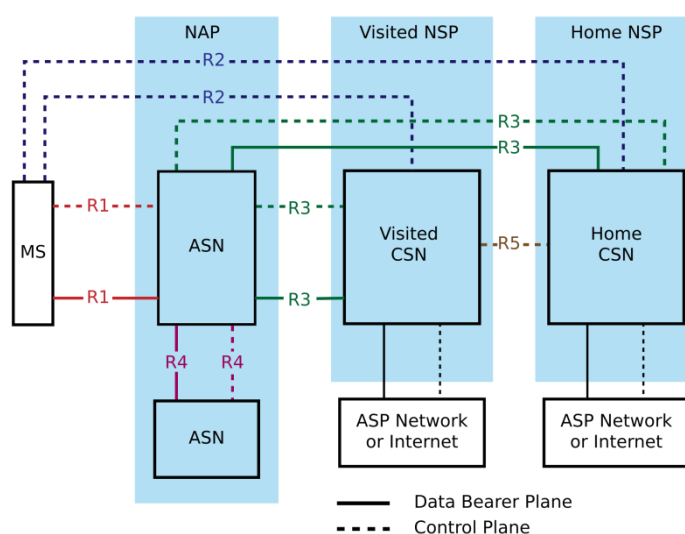 NAP
Visited NSP
Home NSP
R2
R2
R3
R3
R1
R3
MS
ASN
Visited
CSN
R5
Home
CSN
R1
R3
R4
R4
ASN
ASP Network
or Internet
ASP Network
or Internet
Data Bearer Plane
Control Plane